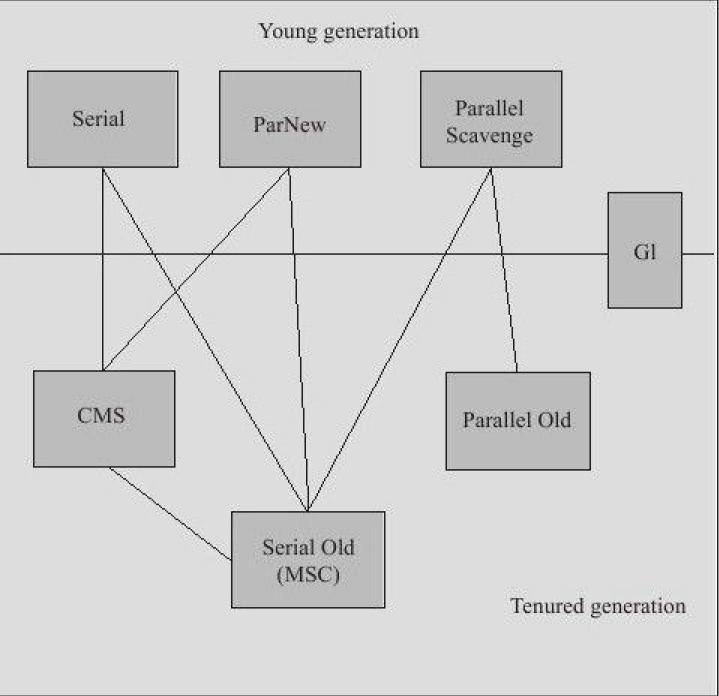 Young generation
Serial
ParNew
Parallel
Scavenge
Gl
CMS
Parallel Old
Serial Old
(MSC)
Tenured generation